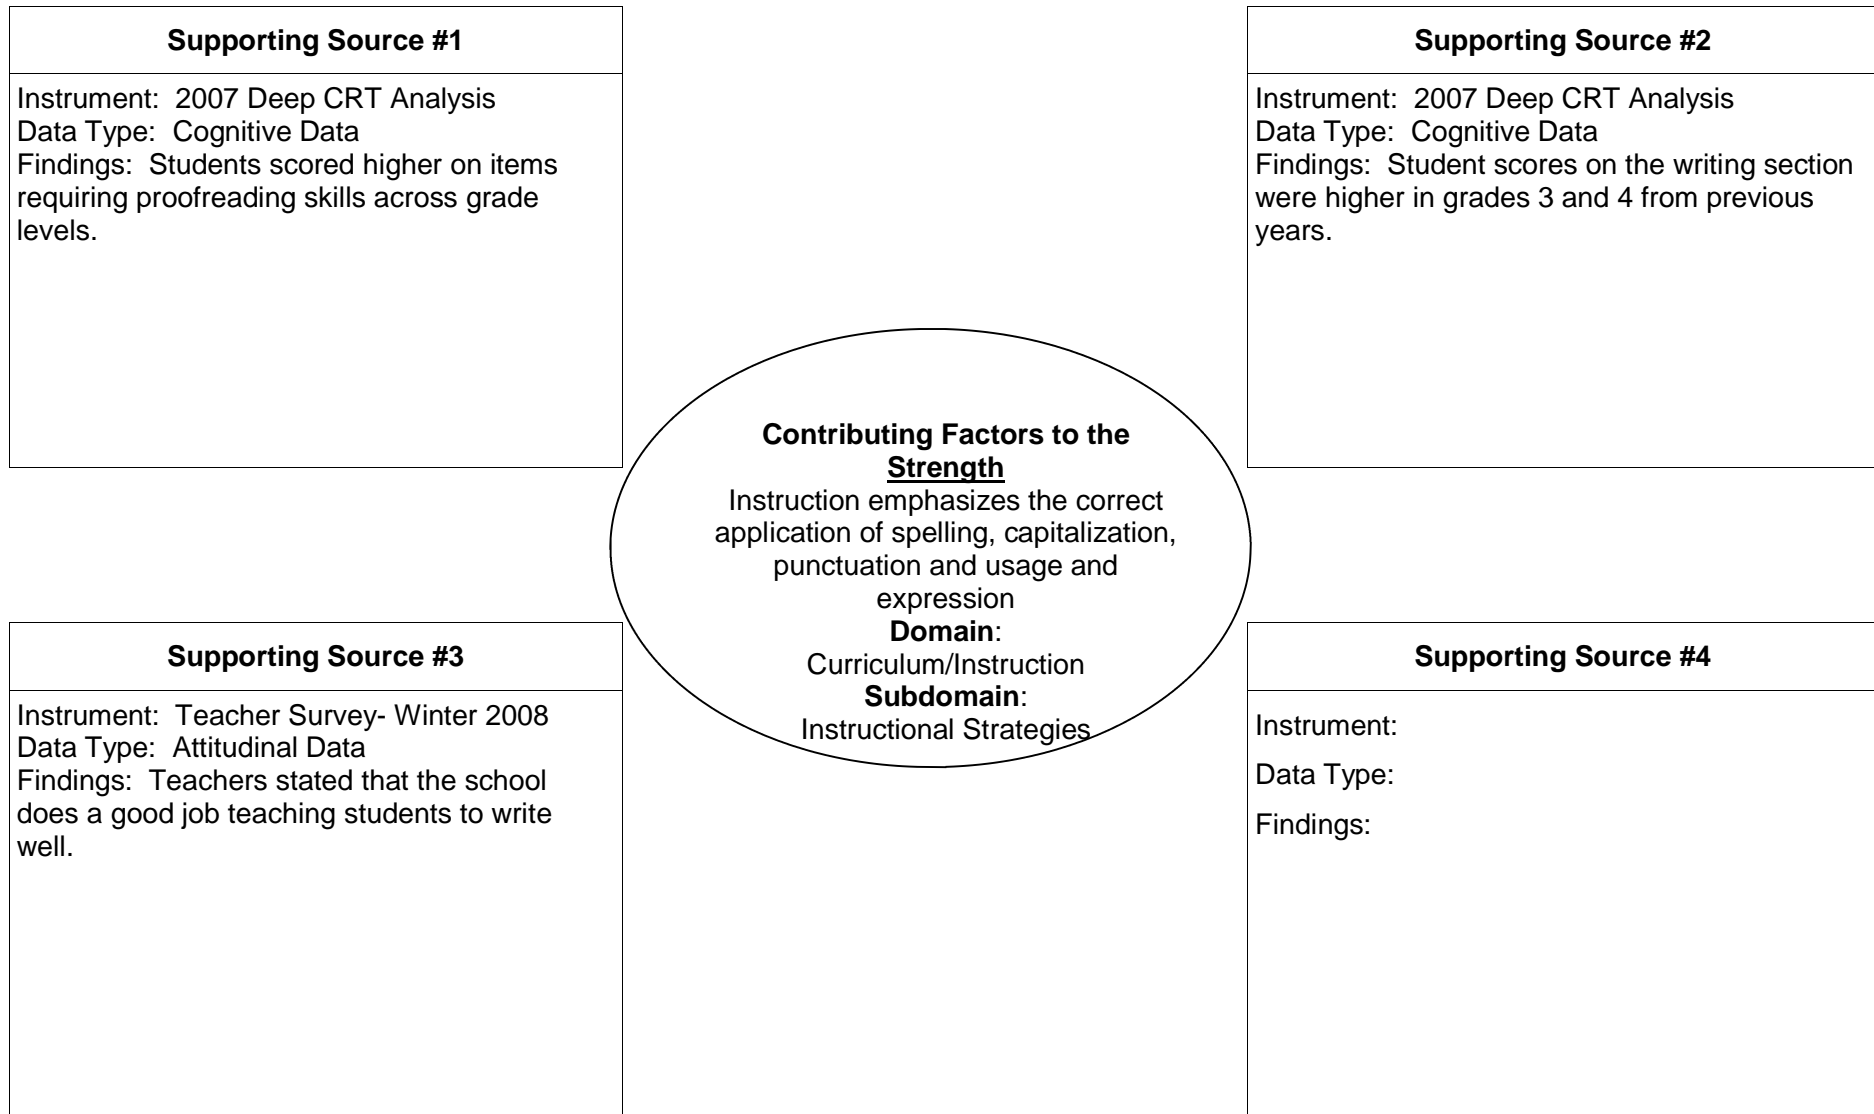 Supporting Source #1
Instrument: 2007 Deep CRT Analysis
Data Type: Cognitive Data
Findings: Students scored higher on items
requiring proofreading skills across grade
levels.
Supporting Source #2
Instrument: 2007 Deep CRT Analysis
Data Type: Cognitive Data
Findings: Student scores on the writing section
were higher in grades 3 and 4 from previous
years.
Contributing Factors to the
Strength
Instruction emphasizes the correct
application of spelling, capitalization,
punctuation and usage and
expression
Domain:
Curriculum/Instruction
Subdomain:
Instructional Strategies
Supporting Source #3
Instrument: Teacher Survey- Winter 2008
Data Type: Attitudinal Data
Findings: Teachers stated that the school
does a good job teaching students to write
well.
Supporting Source #4
Instrument:
Data Type:
Findings: